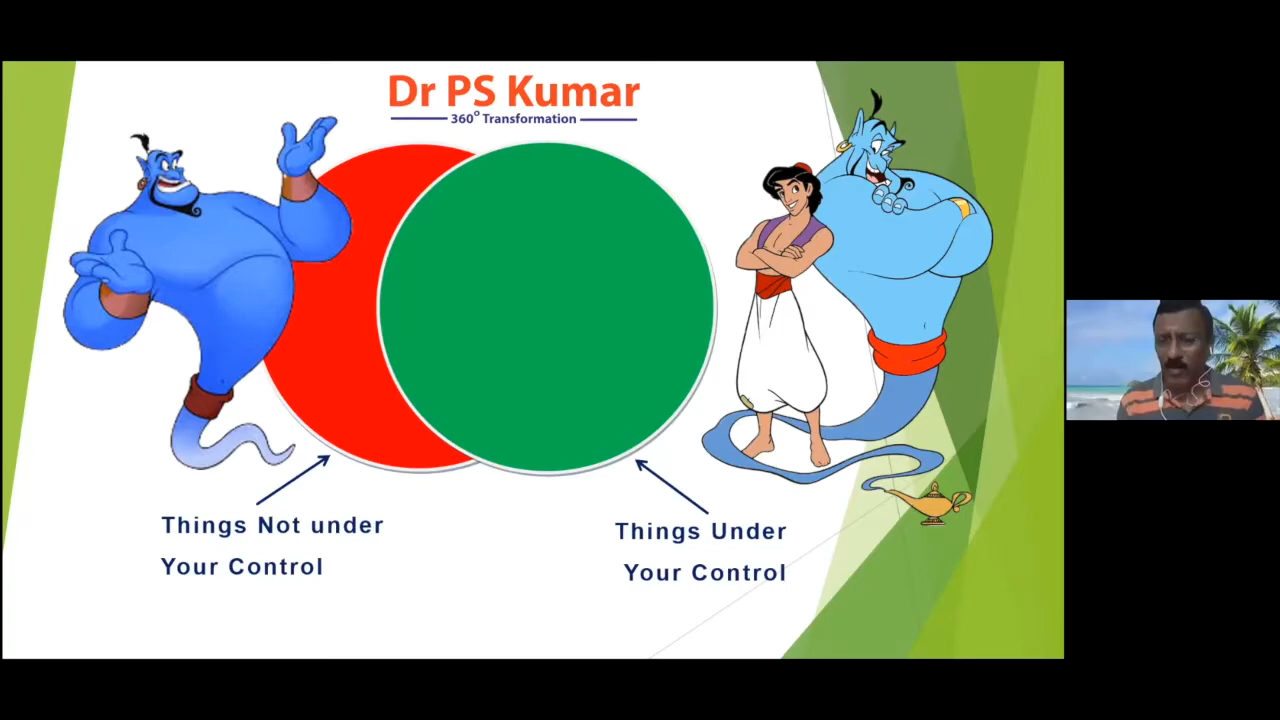 Dr PS Kumar
360° Transformation
Things Not under
Your Control
Things Under
Your Control